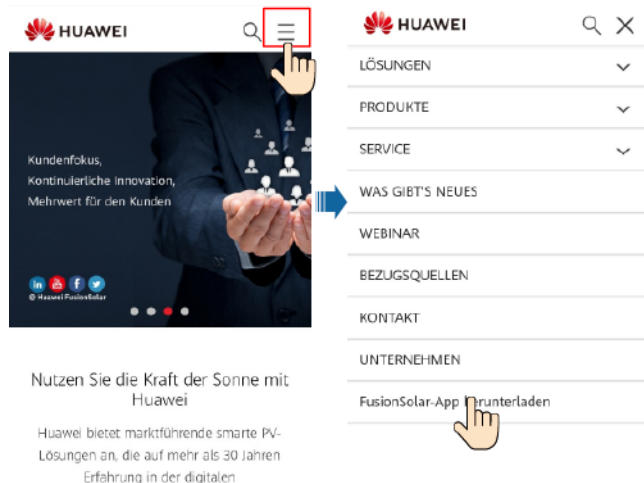 HUAWEI
Kundenfokus,
Kontinuierliche Innovation,
Mehrwert für den Kunden
© Huawei FusionSolar
Nutzen Sie die Kraft der Sonne mit
Huawei
Huawei bietet marktführende smarte PV-
Lösungen an, die auf mehr als 30 Jahren
Erfahrung in der digitalen
HUAWEI
LÖSUNGEN
PRODUKTE
SERVICE
WAS GIBT'S NEUES
WEBINAR
BEZUGSQUELLEN
KONTAKT
UNTERNEHMEN
FusionSolar-App herunterladen